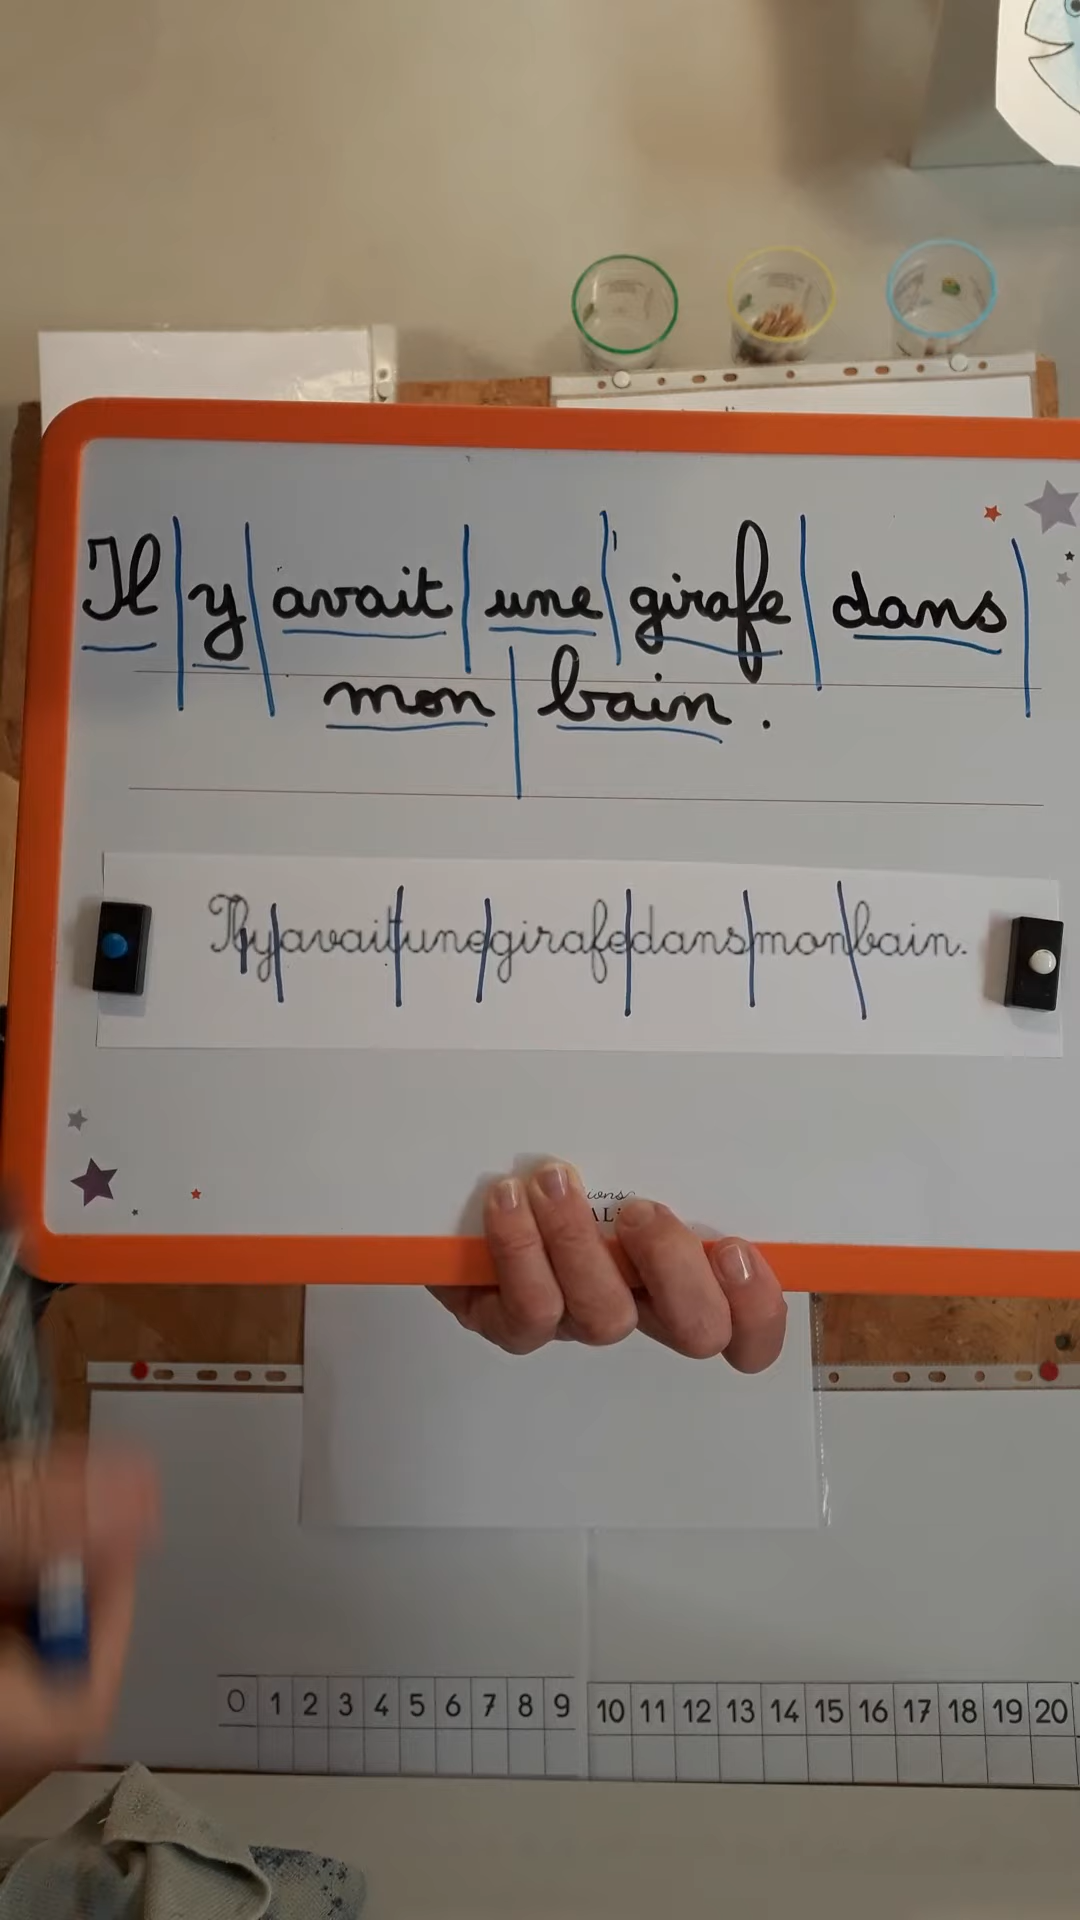 Il y avait une girafe dans
mon bain.
Ilyavaitunegirafedansmonbain.
0 1 2 3 4 5 6 7 8 9 10 11 12 13 14 15 16 17 18 19 20